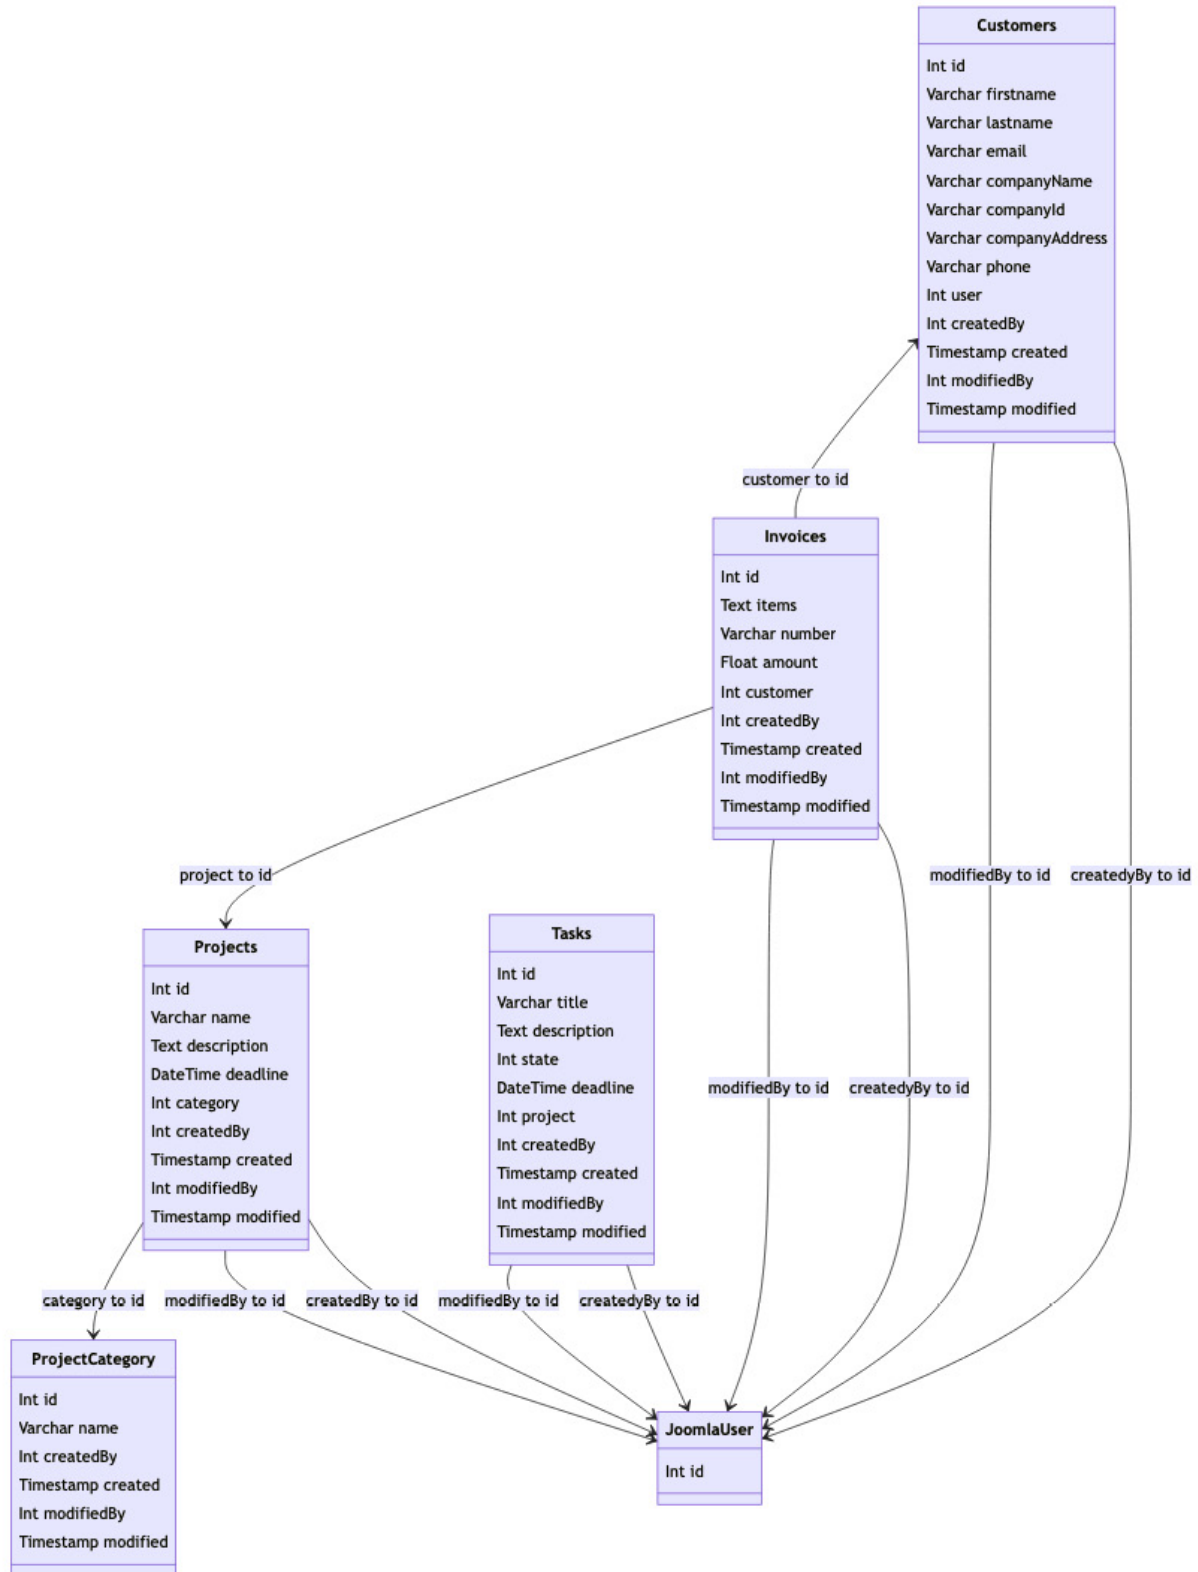 Customers
Int id
Varchar firstname
Varchar lastname
Varchar email
Varchar companyName
Varchar companyId
Varchar companyAddress
Varchar phone
Int user
Int createdBy
Timestamp created
Int modifiedBy
Timestamp modified
customer to id
Invoices
Int id
Text items
Varchar number
Float amount
Int customer
Int createdBy
Timestamp created
Int modifiedBy
Timestamp modified
project to id
modifiedBy to id
createdyBy to id
Projects
Int id
Varchar name
Text description
DateTime deadline
Int category
Int createdBy
Timestamp created
Int modifiedBy
Timestamp modified
Tasks
Int id
Varchar title
Text description
Int state
DateTime deadline
Int project
Int createdBy
Timestamp created
Int modifiedBy
Timestamp modified
modifiedBy to id
createdyBy to id
category to id
modifiedBy to id
createdBy to id
modifiedBy to id
createdyBy to id
ProjectCategory
Int id
Varchar name
Int createdBy
Timestamp created
Int modifiedBy
Timestamp modified
JoomlaUser
Int id